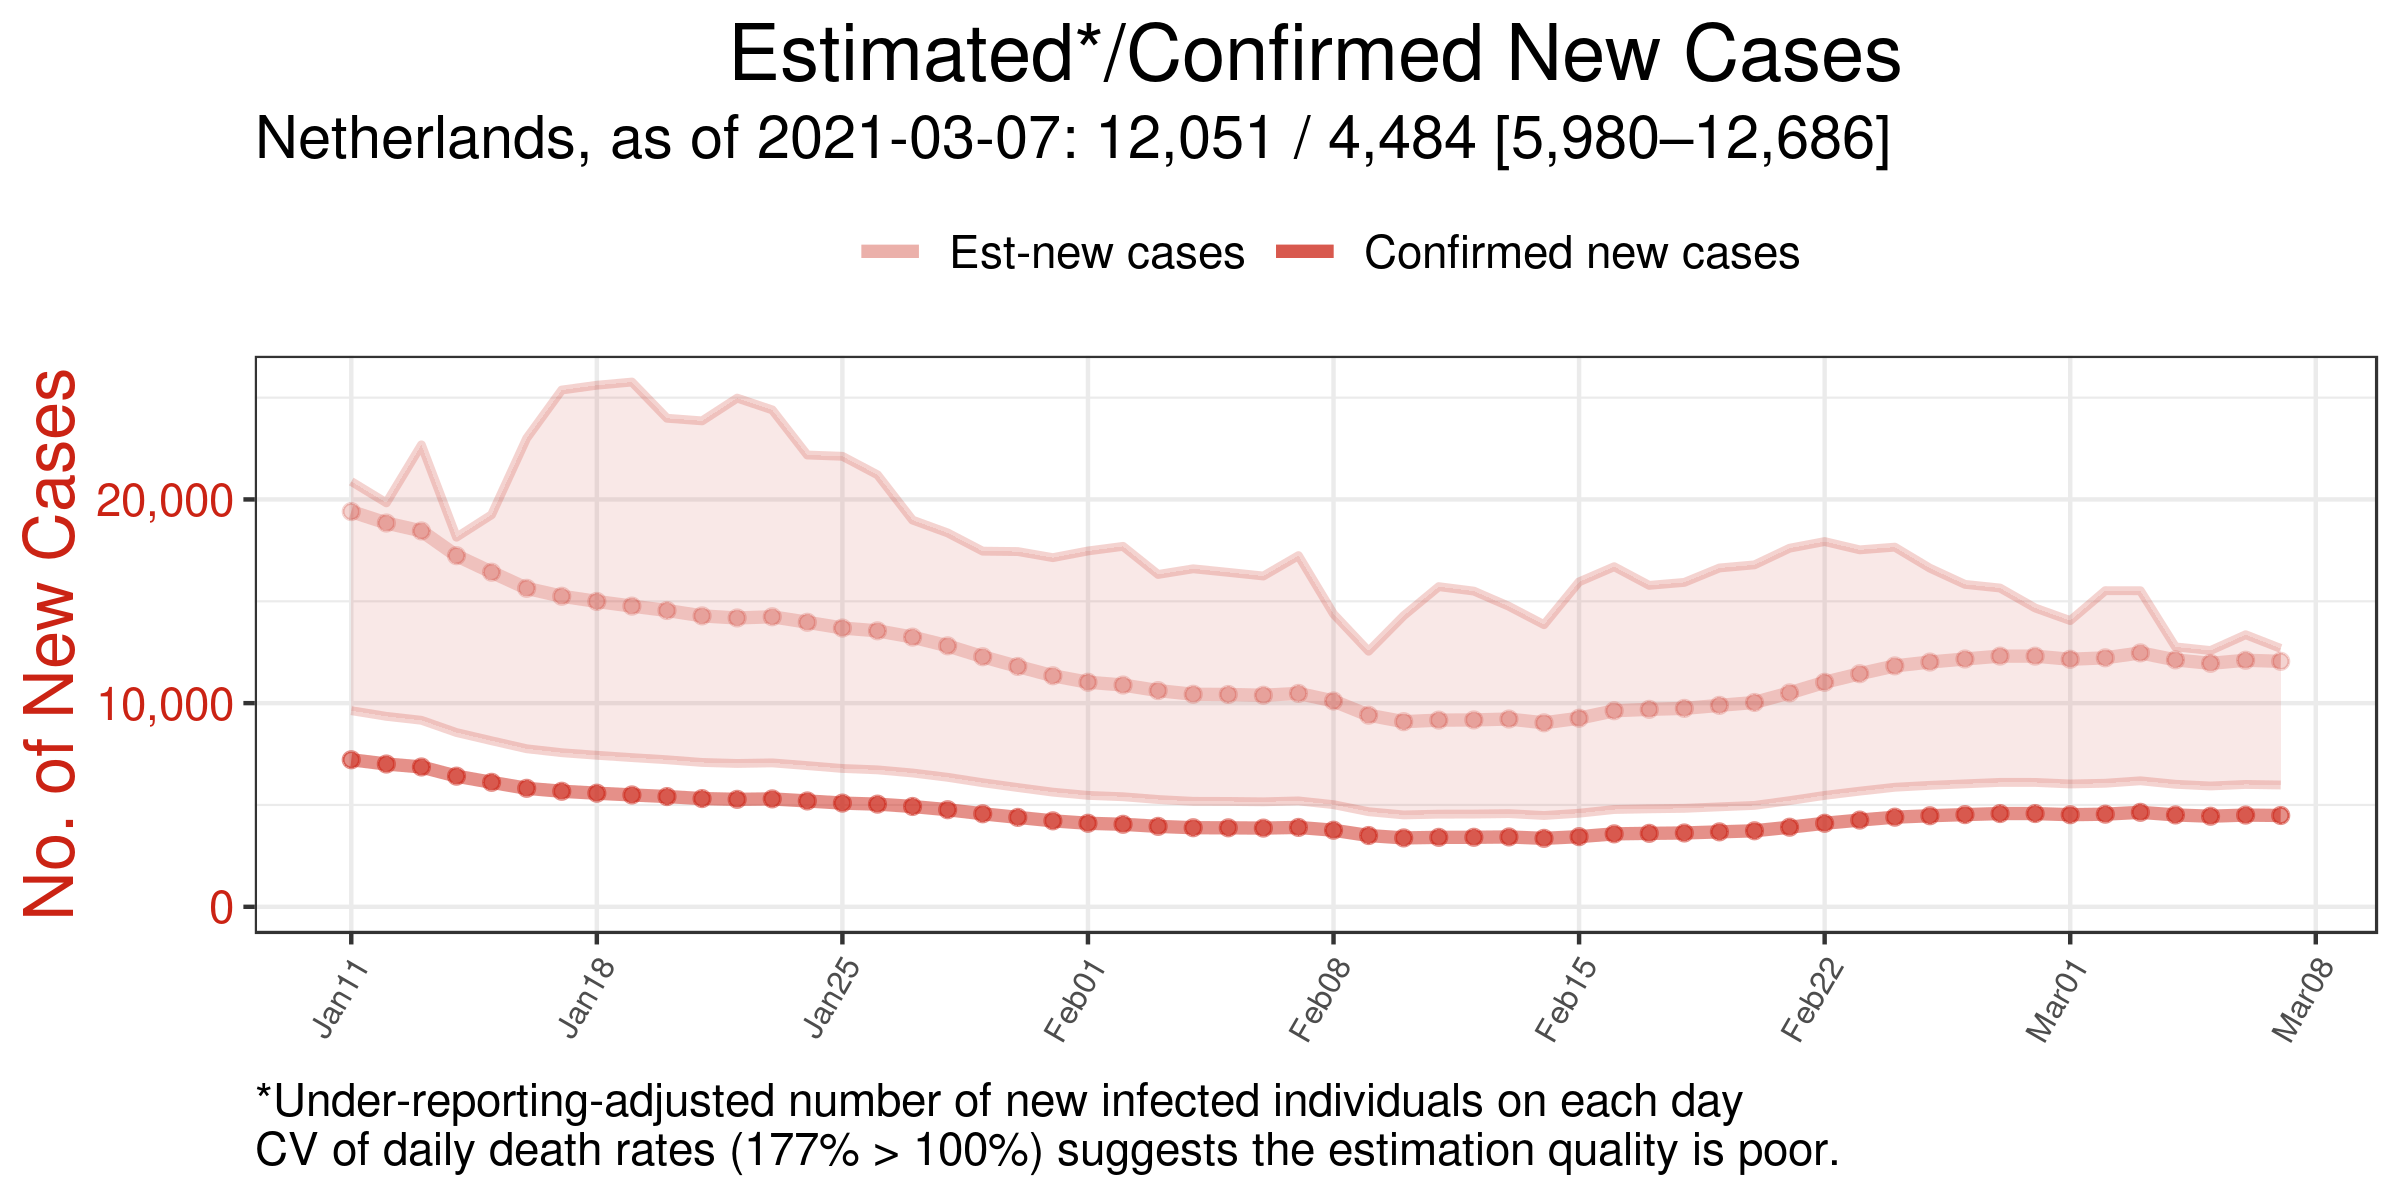 Estimated*/Confirmed New Cases
Netherlands, as of 2021-03-07: 12,051 / 4,484 [5,980–12,686]
Est-new cases
Confirmed new cases
No. of New Cases
20,000
10,000
0
Jan11
Jan18
Jan25
Feb01
Feb08
Feb15
Feb22
Mar01
Mar08
*Under-reporting-adjusted number of new infected individuals on each day
CV of daily death rates (177% > 100%) suggests the estimation quality is poor.